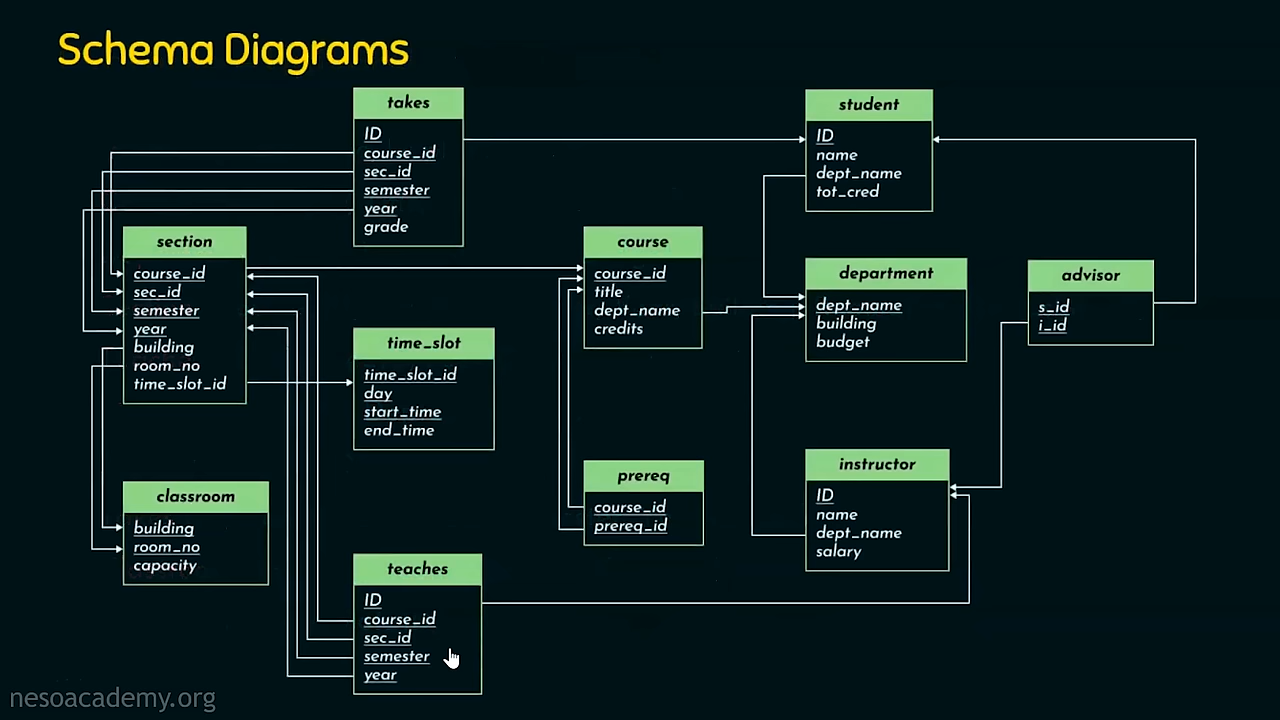 Schema Diagrams
takes
ID
course_id
sec_id
semester
year
grade
student
ID
name
dept_name
tot_cred
section
course_id
sec_id
semester
year
building
room_no
time_slot_id
course
course_id
title
dept_name
credits
department
dept_name
building
budget
advisor
s_id
i_id
time_slot
time_slot_id
day
start_time
end_time
classroom
building
room_no
capacity
prereq
course_id
prereq_id
instructor
ID
name
dept_name
salary
teaches
ID
course_id
sec_id
semester
year
nesoacademy.org